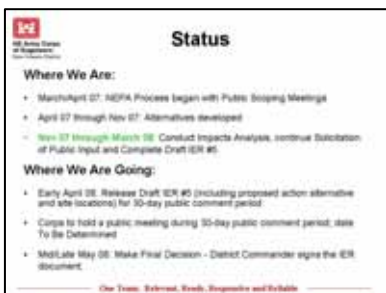 US Army Corps
of Engineers
Status
Where We Are:
• March/April 07: NEPA Process began with Public Scoping Meetings
• April 07 through Nov 07: Alternatives developed
• Nov 07 through March 08: Conduct Impacts Analysis, continue Solicitation
of Public Input and Complete Draft IER #5
Where We Are Going:
• Early April 08: Release Draft IER #5 (including proposed action alternative
and site locations) for 30-day public comment period
• Corps to hold a public meeting during 30-day public comment period; date
To Be Determined
• Mid/Late May 08: Make Final Decision - District Commander signs the IER
document.
One Team: Relevant, Ready, Responsive and Reliable